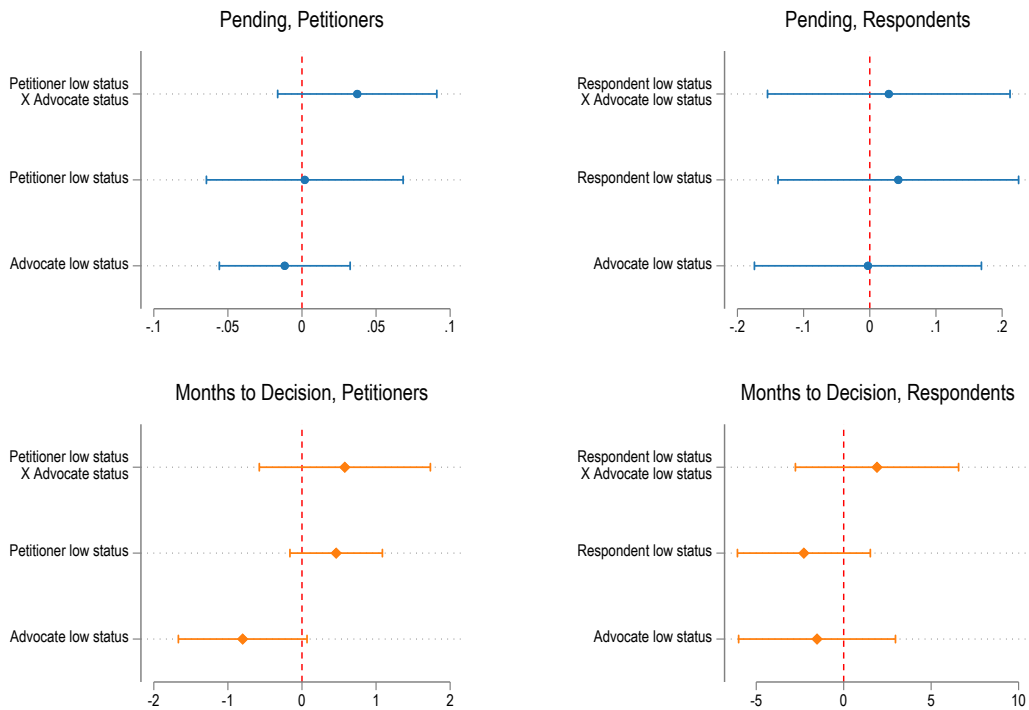 Pending, Petitioners
Petitioner low status
X Advocate status
Petitioner low status
Advocate low status
-.1 -.05 0 .05 .1
Pending, Respondents
Respondent low status
X Advocate low status
Respondent low status
Advocate low status
-.2 -.1 0 .1 .2
Months to Decision, Petitioners
Petitioner low status
X Advocate status
Petitioner low status
Advocate low status
-2 -1 0 1 2
Months to Decision, Respondents
Respondent low status
X Advocate low status
Respondent low status
Advocate low status
-5 0 5 10